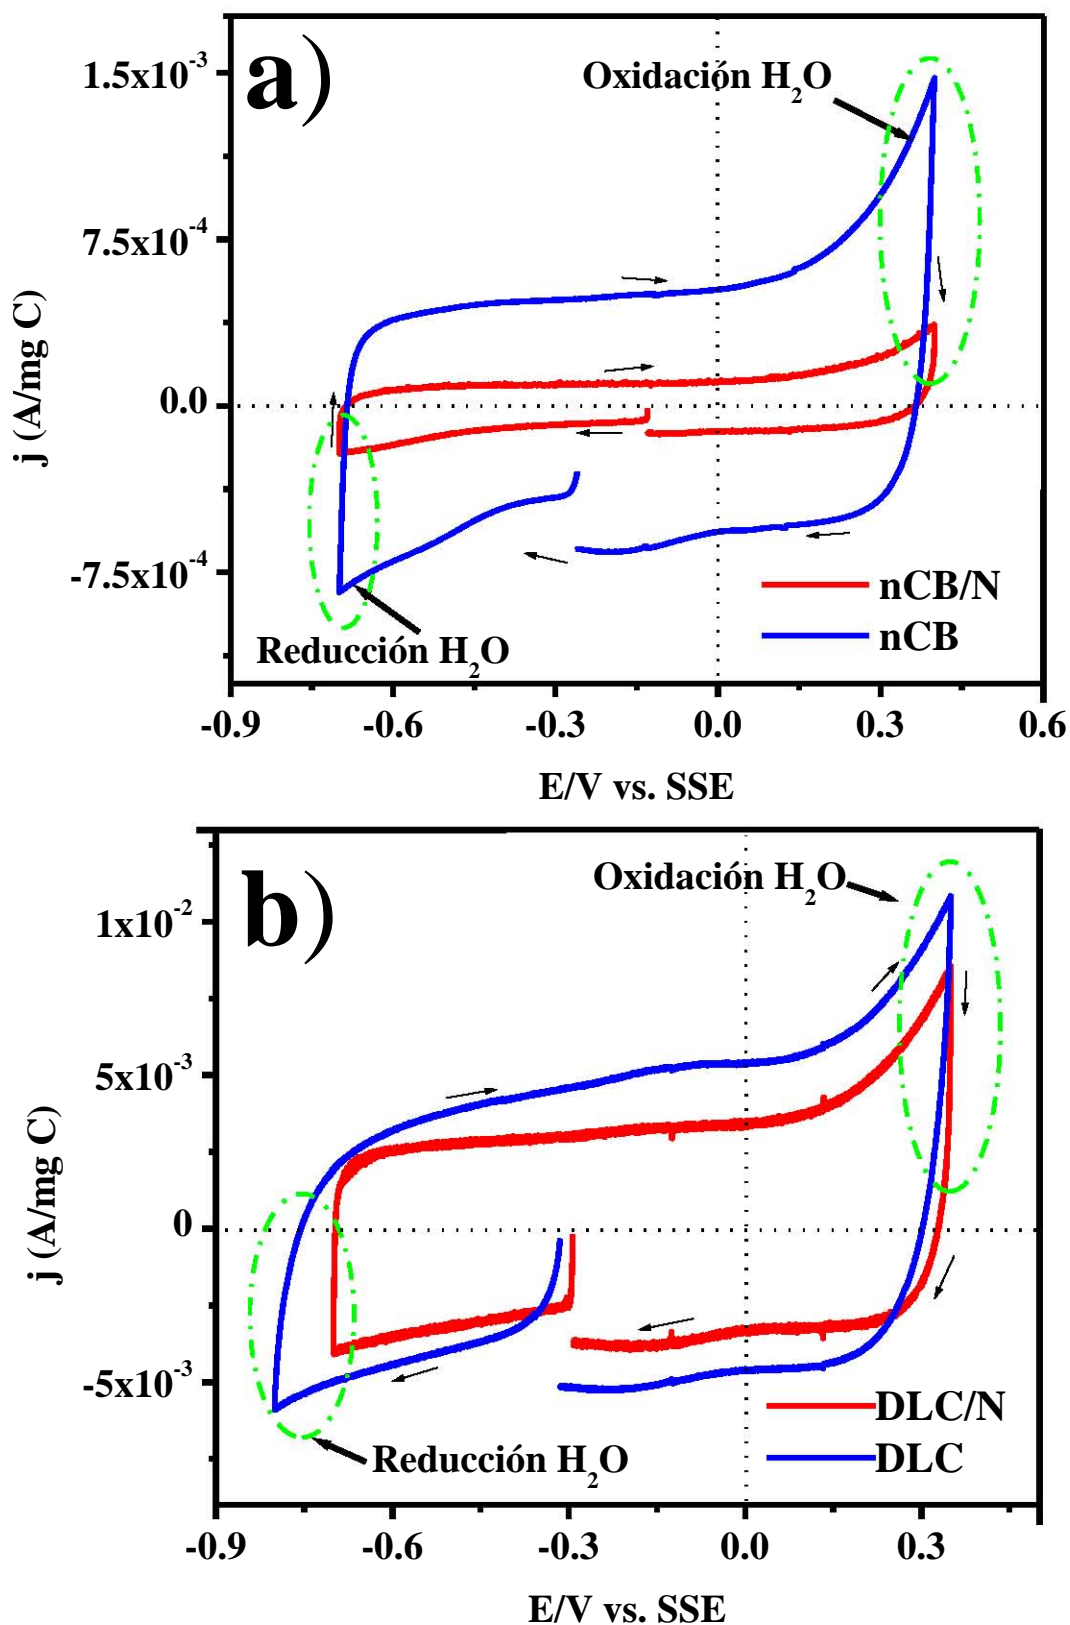 a)
Oxidación H₂O
1.5x10⁻³
7.5x10⁻⁴
0.0
-7.5x10⁻⁴
j (A/mg C)
nCB/N
nCB
Reducción H₂O
-0.9 -0.6 -0.3 0.0 0.3 0.6
E/V vs. SSE
b)
Oxidación H₂O
1x10⁻²
5x10⁻³
0
-5x10⁻³
j (A/mg C)
DLC/N
DLC
Reducción H₂O
-0.9 -0.6 -0.3 0.0 0.3
E/V vs. SSE